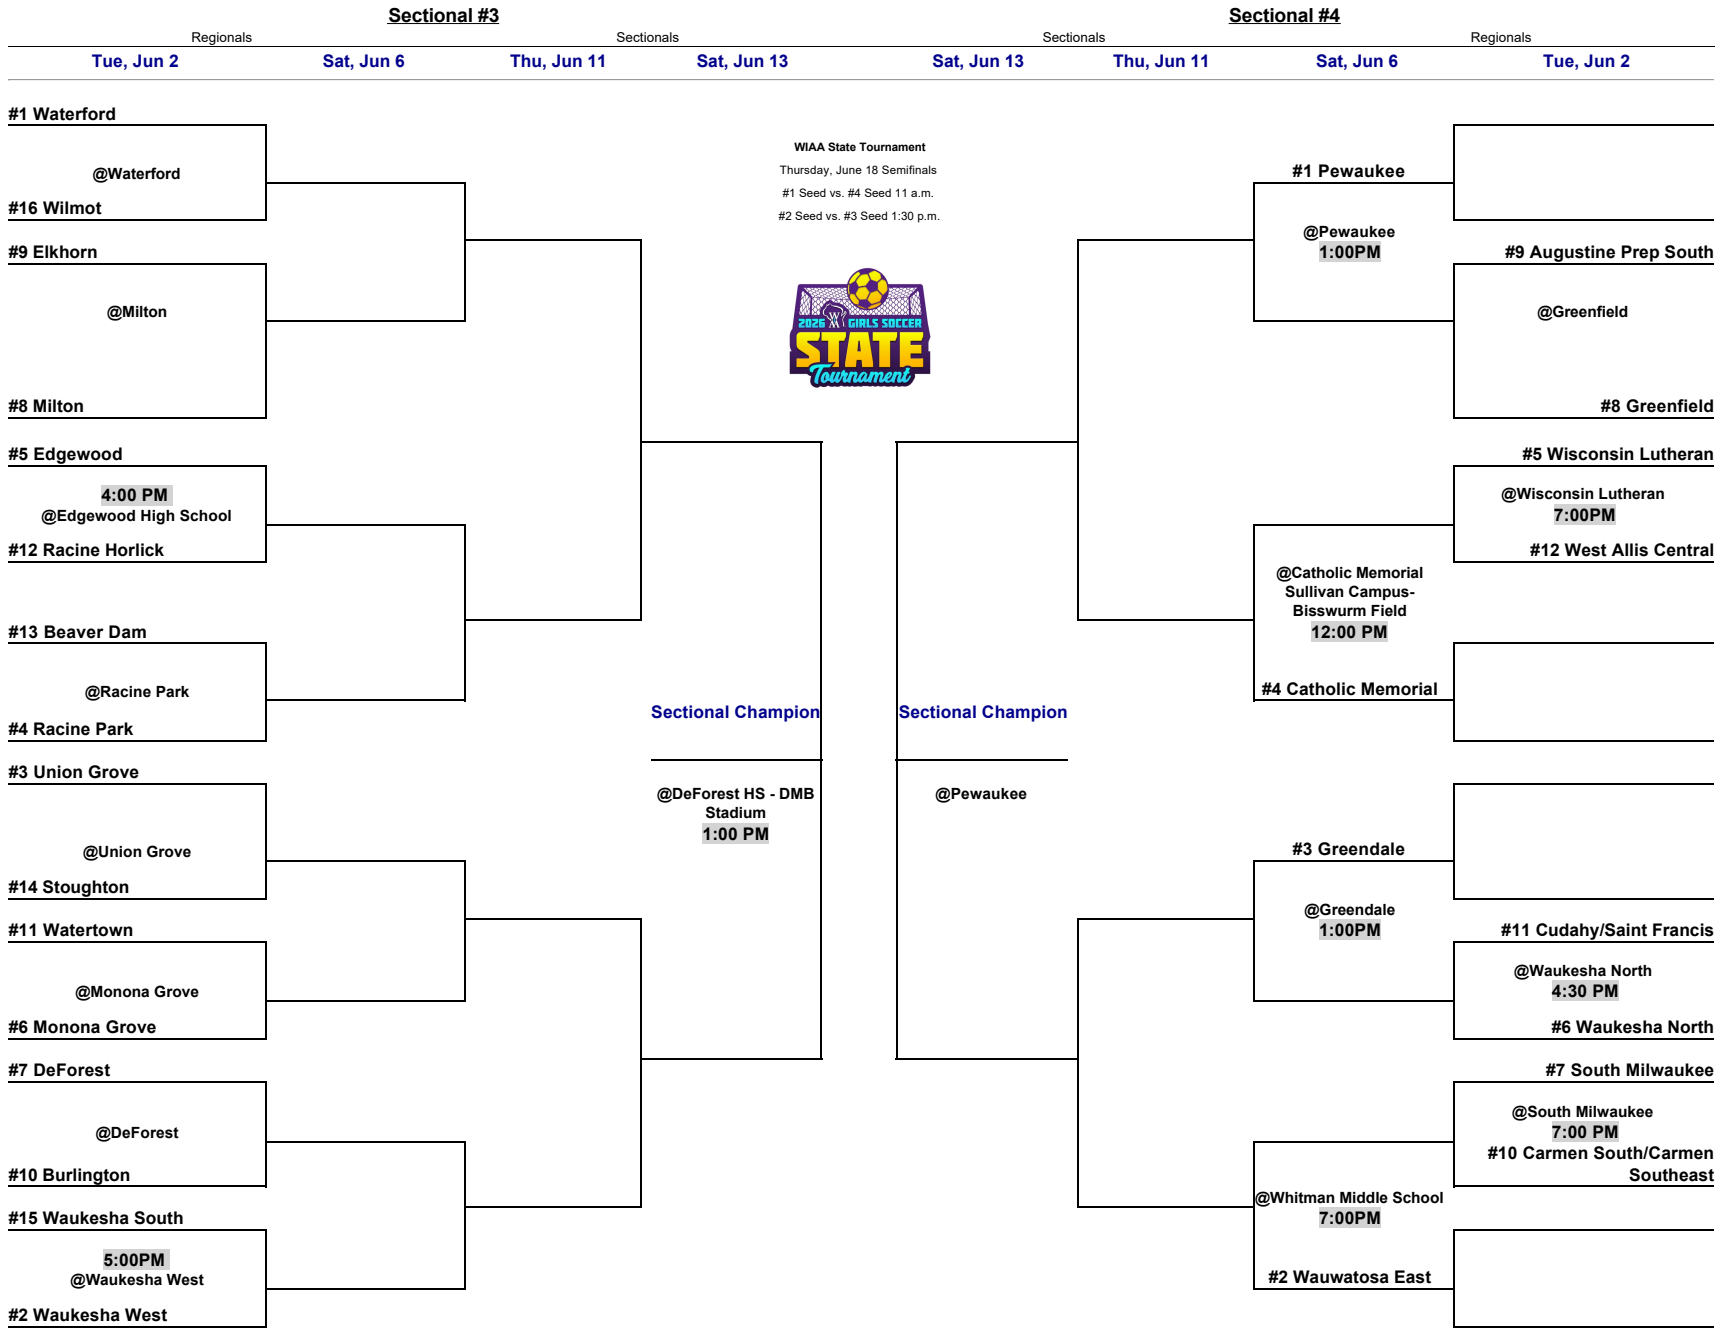 Sectional #3
Sectional #4
Regionals
Sectionals
Sectionals
Regionals
Tue, Jun 2
Sat, Jun 6
Thu, Jun 11
Sat, Jun 13
Sat, Jun 13
Thu, Jun 11
Sat, Jun 6
Tue, Jun 2
#1 Waterford
@Waterford
#16 Wilmot
#9 Elkhorn
@Milton
#8 Milton
#5 Edgewood
4:00 PM
@Edgewood High School
#12 Racine Horlick
#13 Beaver Dam
@Racine Park
#4 Racine Park
#3 Union Grove
@Union Grove
#14 Stoughton
#11 Watertown
@Monona Grove
#6 Monona Grove
#7 DeForest
@DeForest
#10 Burlington
#15 Waukesha South
5:00PM
@Waukesha West
#2 Waukesha West
Sectional Champion
@DeForest HS - DMB
Stadium
1:00 PM
WIAA State Tournament
Thursday, June 18 Semifinals
#1 Seed vs. #4 Seed 11 a.m.
#2 Seed vs. #3 Seed 1:30 p.m.
2026 GIRLS SOCCER
STATE
Tournament
Sectional Champion
@Pewaukee
#1 Pewaukee
@Pewaukee
1:00PM
@Catholic Memorial
Sullivan Campus-
Bisswurm Field
12:00 PM
#4 Catholic Memorial
#3 Greendale
@Greendale
1:00PM
@Whitman Middle School
7:00PM
#2 Wauwatosa East
#9 Augustine Prep South
@Greenfield
#8 Greenfield
#5 Wisconsin Lutheran
@Wisconsin Lutheran
7:00PM
#12 West Allis Central
#11 Cudahy/Saint Francis
@Waukesha North
4:30 PM
#6 Waukesha North
#7 South Milwaukee
@South Milwaukee
7:00 PM
#10 Carmen South/Carmen
Southeast